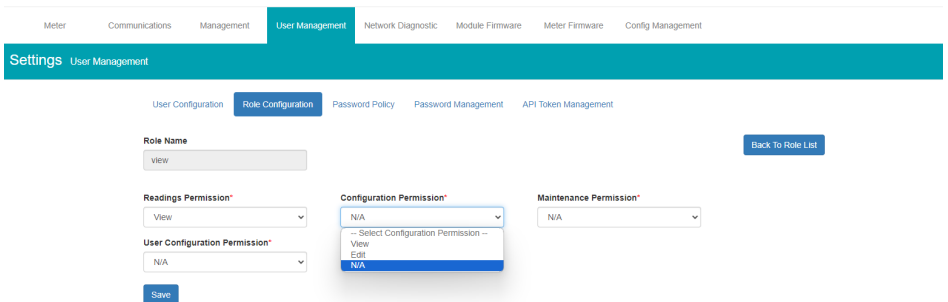 Meter Communications Management User Management Network Diagnostic Module Firmware Meter Firmware Config Management
Settings User Management
User Configuration Role Configuration Password Policy Password Management API Token Management
Role Name
Back To Role List
view
Readings Permission* Configuration Permission* Maintenance Permission*
View N/A N/A
-- Select Configuration Permission --
User Configuration Permission*
View
Edit
N/A N/A
Save